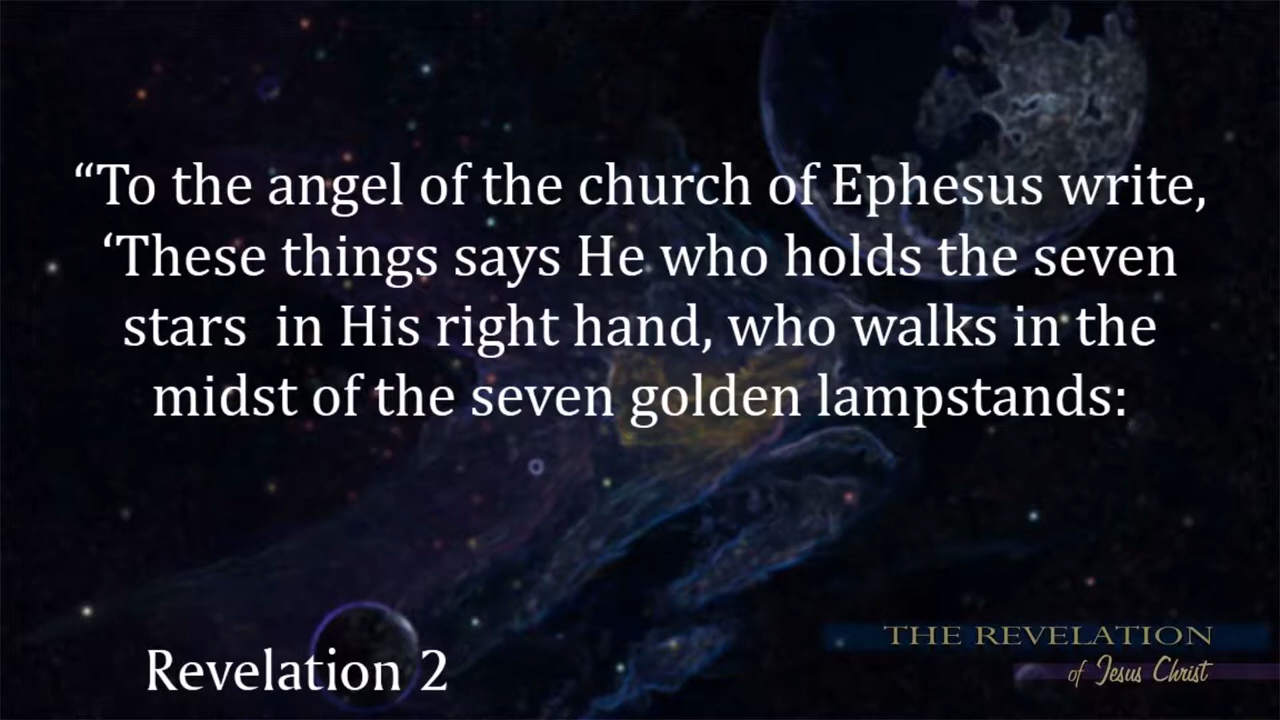 “To the angel of the church of Ephesus write,
‘These things says He who holds the seven
stars  in His right hand, who walks in the
midst of the seven golden lampstands:
Revelation 2
THE REVELATION
of Jesus Christ